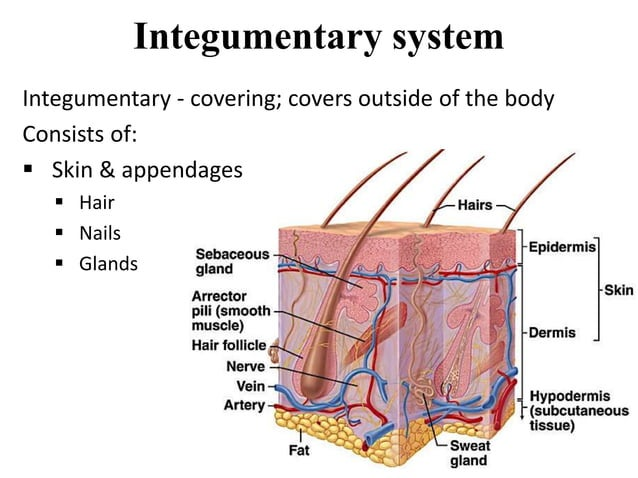 Integumentary system
Integumentary - covering; covers outside of the body
Consists of:
▪ Skin & appendages
▪ Hair
▪ Nails
▪ Glands
Hairs
Sebaceous
gland
Arrector
pili (smooth
muscle)
Hair follicle
Nerve
Vein
Artery
Fat
Sweat
gland
Epidermis
Skin
Dermis
Hypodermis
(subcutaneous
tissue)